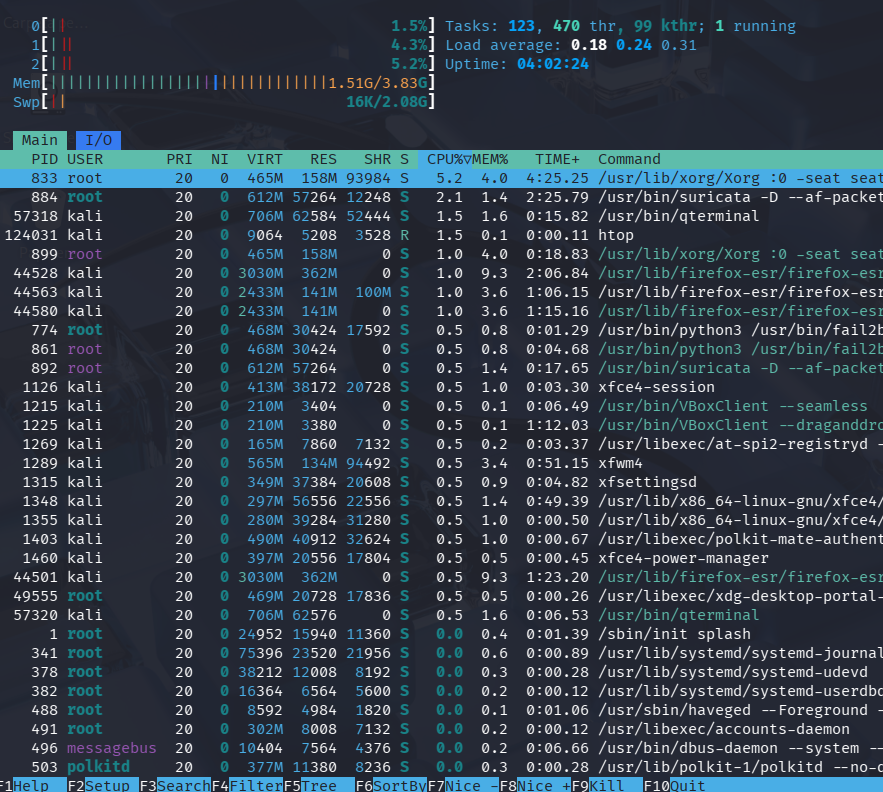 0[|| 1.5%] Tasks: 123, 470 thr, 99 kthr; 1 running
1[||| 4.3%] Load average: 0.18 0.24 0.31
2[||| 5.2%] Uptime: 04:02:24
Mem[||||||||||||||||||||||||||||||1.51G/3.83G]
Swp[|| 16K/2.08G]
Main I/O
PID USER PRI NI VIRT RES SHR S CPU%▽MEM% TIME+ Command
833 root 20 0 465M 158M 93984 S 5.2 4.0 4:25.25 /usr/lib/xorg/Xorg :0 -seat seat
884 root 20 0 612M 57264 12248 S 2.1 1.4 2:25.79 /usr/bin/suricata -D --af-packet
57318 kali 20 0 706M 62584 52444 S 1.5 1.6 0:15.82 /usr/bin/qterminal
124031 kali 20 0 9064 5208 3528 R 1.5 0.1 0:00.11 htop
899 root 20 0 465M 158M 0 S 1.0 4.0 0:18.83 /usr/lib/xorg/Xorg :0 -seat seat
44528 kali 20 0 3030M 362M 0 S 1.0 9.3 2:06.84 /usr/lib/firefox-esr/firefox-esr
44563 kali 20 0 2433M 141M 100M S 1.0 3.6 1:06.15 /usr/lib/firefox-esr/firefox-esr
44580 kali 20 0 2433M 141M 0 S 1.0 3.6 1:15.16 /usr/lib/firefox-esr/firefox-esr
774 root 20 0 468M 30424 17592 S 0.5 0.8 0:01.29 /usr/bin/python3 /usr/bin/fail2b
861 root 20 0 468M 30424 0 S 0.5 0.8 0:04.68 /usr/bin/python3 /usr/bin/fail2b
892 root 20 0 612M 57264 0 S 0.5 1.4 0:17.65 /usr/bin/suricata -D --af-packet
1126 kali 20 0 413M 38172 20728 S 0.5 1.0 0:03.30 xfce4-session
1215 kali 20 0 210M 3404 0 S 0.5 0.1 0:06.49 /usr/bin/VBoxClient --seamless
1225 kali 20 0 210M 3380 0 S 0.5 0.1 1:12.03 /usr/bin/VBoxClient --draganddro
1269 kali 20 0 165M 7860 7132 S 0.5 0.2 0:03.37 /usr/libexec/at-spi2-registryd -
1289 kali 20 0 565M 134M 94492 S 0.5 3.4 0:51.15 xfwm4
1315 kali 20 0 349M 37384 20608 S 0.5 0.9 0:04.82 xfsettingsd
1348 kali 20 0 297M 56556 22556 S 0.5 1.4 0:49.39 /usr/lib/x86_64-linux-gnu/xfce4/
1355 kali 20 0 280M 39284 31280 S 0.5 1.0 0:00.50 /usr/lib/x86_64-linux-gnu/xfce4/
1403 kali 20 0 490M 40912 32624 S 0.5 1.0 0:00.67 /usr/libexec/polkit-mate-authent
1460 kali 20 0 397M 20556 17804 S 0.5 0.5 0:00.45 xfce4-power-manager
44501 kali 20 0 3030M 362M 0 S 0.5 9.3 1:23.20 /usr/lib/firefox-esr/firefox-esr
49555 root 20 0 469M 20728 17836 S 0.5 0.5 0:00.26 /usr/libexec/xdg-desktop-portal-
57320 kali 20 0 706M 62576 0 S 0.5 1.6 0:06.53 /usr/bin/qterminal
1 root 20 0 24952 15940 11360 S 0.0 0.4 0:01.39 /sbin/init splash
341 root 20 0 75396 23520 21956 S 0.0 0.6 0:00.89 /usr/lib/systemd/systemd-journal
378 root 20 0 38212 12008 8192 S 0.0 0.3 0:00.28 /usr/lib/systemd/systemd-udevd
382 root 20 0 16364 6564 5600 S 0.0 0.2 0:00.12 /usr/lib/systemd/systemd-userdbd
488 root 20 0 8592 4984 1820 S 0.0 0.1 0:01.06 /usr/sbin/haveged --Foreground -
491 root 20 0 302M 8008 7132 S 0.0 0.2 0:00.12 /usr/libexec/accounts-daemon
496 messagebus 20 0 10404 7564 4376 S 0.0 0.2 0:06.66 /usr/bin/dbus-daemon --system --
503 polkitd 20 0 377M 11380 8236 S 0.0 0.3 0:00.28 /usr/lib/polkit-1/polkitd --no-d
F1Help F2Setup F3SearchF4FilterF5Tree F6SortByF7Nice -F8Nice +F9Kill F10Quit